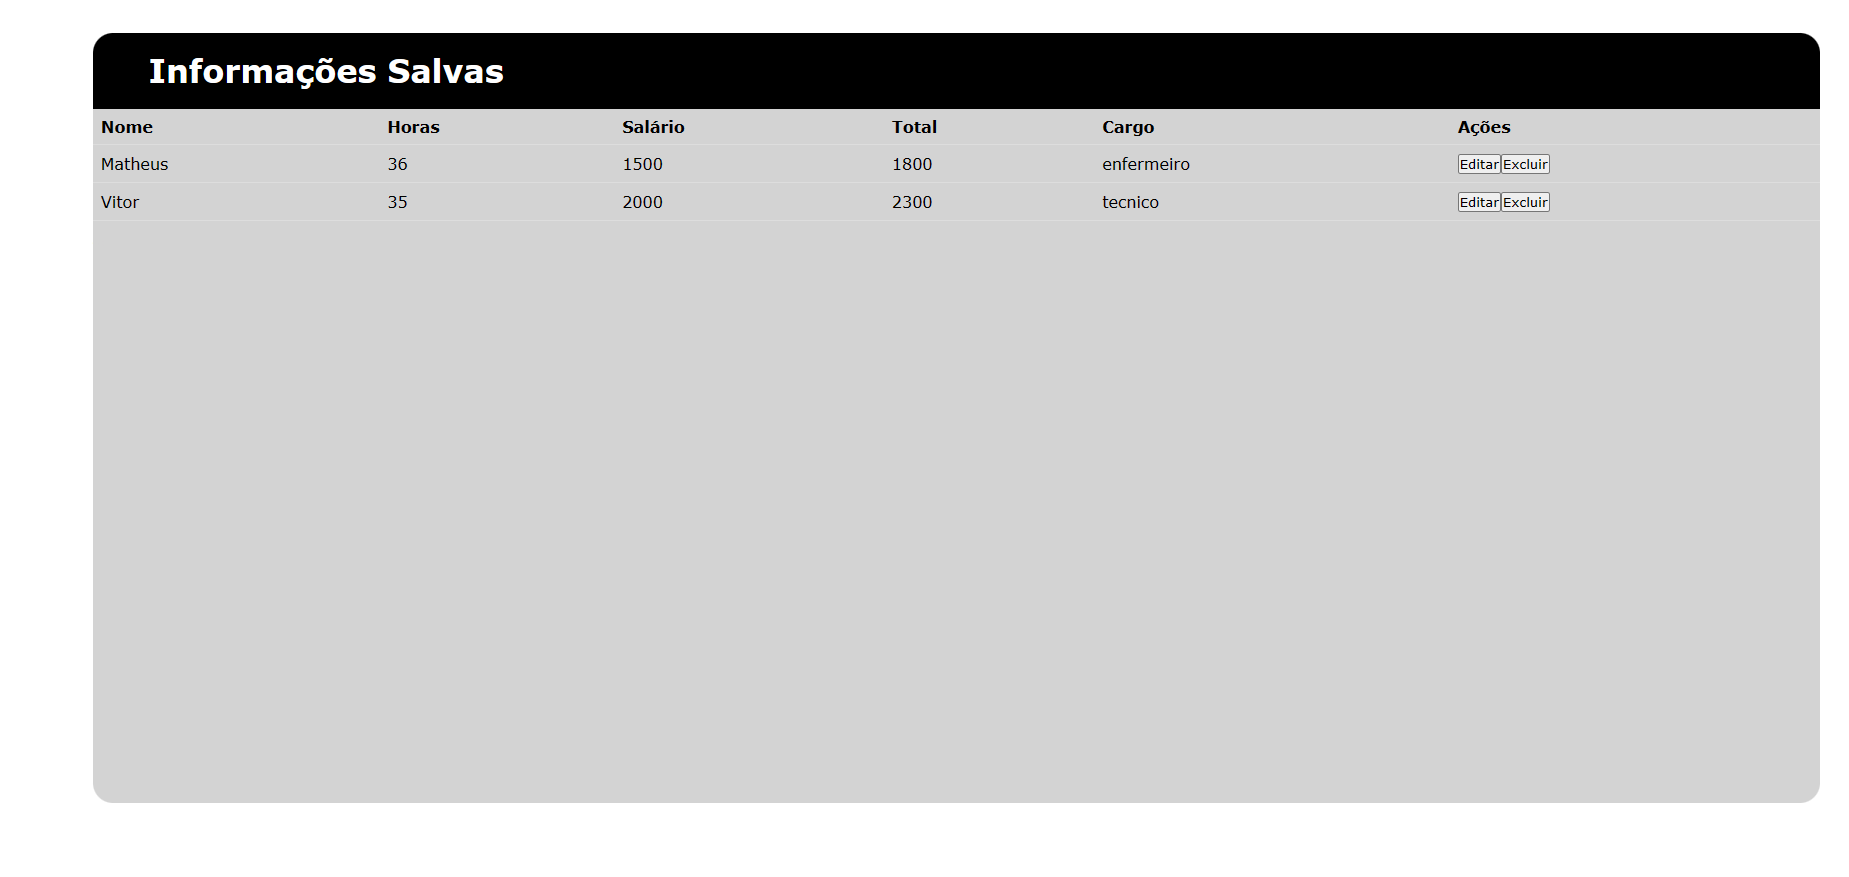 Informações Salvas
Nome Horas Salário Total Cargo Ações
Matheus 36 1500 1800 enfermeiro Editar Excluir
Vitor 35 2000 2300 tecnico Editar Excluir